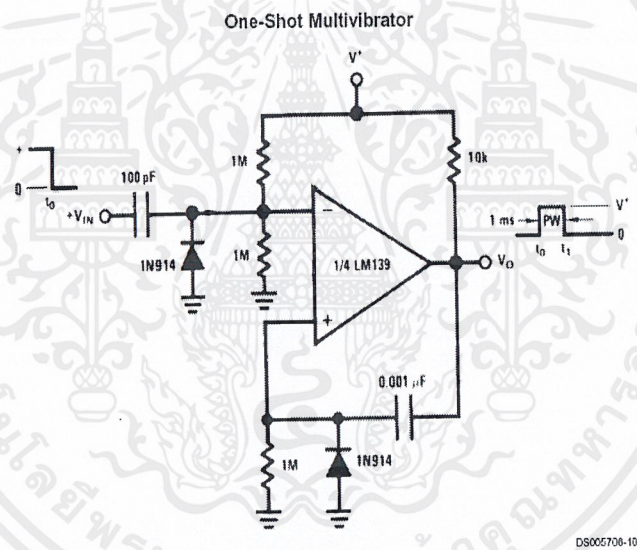 One-Shot Multivibrator
V+
1M
10k
100 pF
+
0
t0
+VIN
1N914
1M
−
1/4 LM139
+
VO
1 ms
PW
V+
0
t0
t1
0.001 μF
1M
1N914
DS005706-10